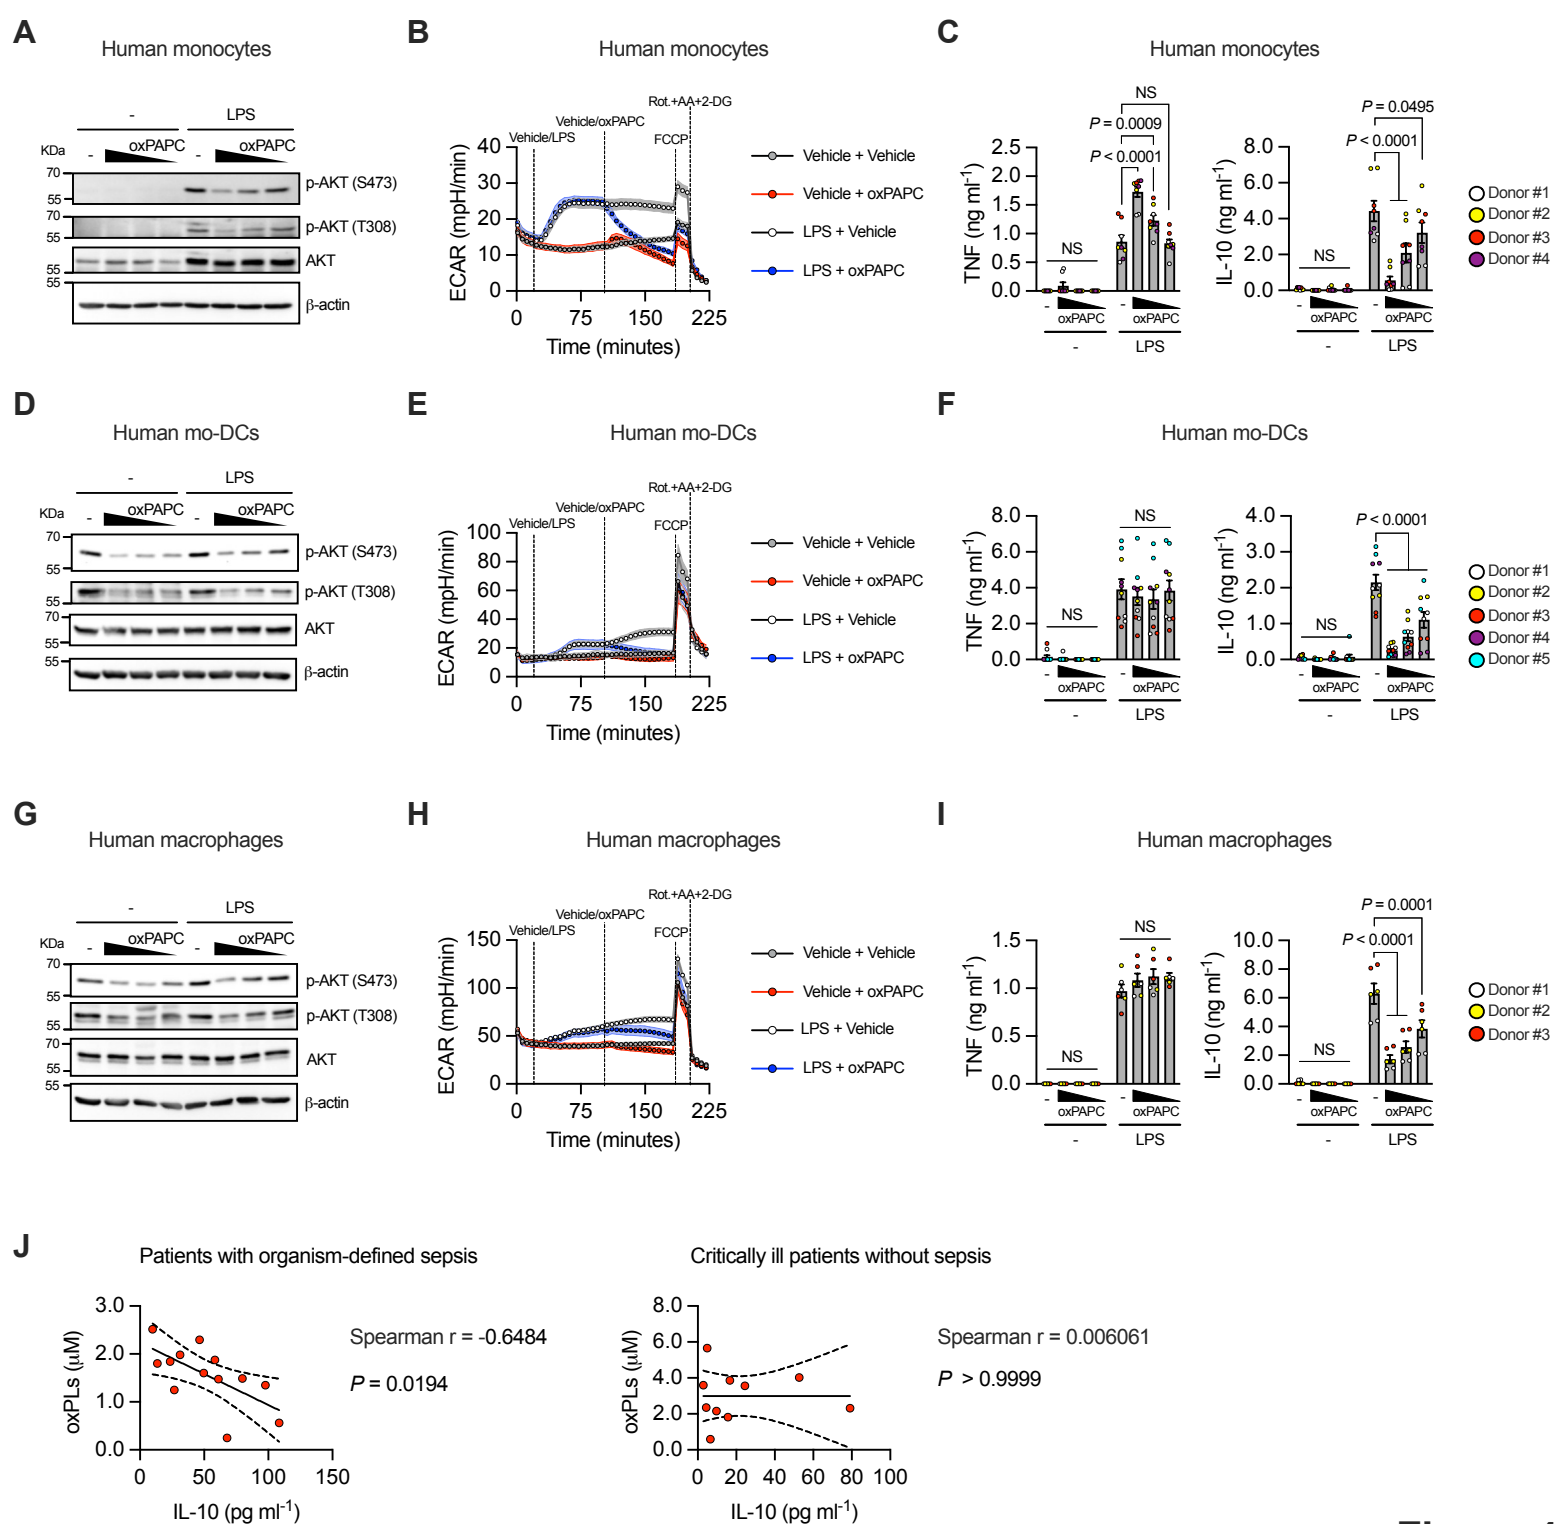 A
Human monocytes
-
LPS
KDa
-
oxPAPC
-
oxPAPC
70
55
p-AKT (S473)
70
55
p-AKT (T308)
55
AKT
55
β-actin
B
Human monocytes
Rot.+AA+2-DG
Vehicle/oxPAPC
Vehicle/LPS
FCCP
ECAR (mpH/min)
40
30
20
10
0
0 75 150 225
Time (minutes)
Vehicle + Vehicle
Vehicle + oxPAPC
LPS + Vehicle
LPS + oxPAPC
C
Human monocytes
NS
P = 0.0009
P < 0.0001
NS
TNF (ng ml-1)
2.5
2.0
1.5
1.0
0.5
0.0
-
oxPAPC
-
oxPAPC
-
LPS
P = 0.0495
P < 0.0001
NS
IL-10 (ng ml-1)
8.0
6.0
4.0
2.0
0.0
-
oxPAPC
-
oxPAPC
-
LPS
Donor #1
Donor #2
Donor #3
Donor #4
D
Human mo-DCs
-
LPS
KDa
-
oxPAPC
-
oxPAPC
70
55
p-AKT (S473)
55
p-AKT (T308)
70
55
AKT
55
β-actin
E
Human mo-DCs
Rot.+AA+2-DG
Vehicle/oxPAPC
Vehicle/LPS
FCCP
ECAR (mpH/min)
100
80
60
40
20
0
0 75 150 225
Time (minutes)
Vehicle + Vehicle
Vehicle + oxPAPC
LPS + Vehicle
LPS + oxPAPC
F
Human mo-DCs
NS
NS
TNF (ng ml-1)
8.0
6.0
4.0
2.0
0.0
-
oxPAPC
-
oxPAPC
-
LPS
P < 0.0001
NS
IL-10 (ng ml-1)
4.0
3.0
2.0
1.0
0.0
-
oxPAPC
-
oxPAPC
-
LPS
Donor #1
Donor #2
Donor #3
Donor #4
Donor #5
G
Human macrophages
-
LPS
KDa
-
oxPAPC
-
oxPAPC
70
55
p-AKT (S473)
70
55
p-AKT (T308)
70
55
AKT
55
β-actin
H
Human macrophages
Rot.+AA+2-DG
Vehicle/oxPAPC
Vehicle/LPS
FCCP
ECAR (mpH/min)
150
100
50
0
0 75 150 225
Time (minutes)
Vehicle + Vehicle
Vehicle + oxPAPC
LPS + Vehicle
LPS + oxPAPC
I
Human macrophages
NS
NS
TNF (ng ml-1)
1.5
1.0
0.5
0.0
-
oxPAPC
-
oxPAPC
-
LPS
P = 0.0001
P < 0.0001
NS
IL-10 (ng ml-1)
10.0
8.0
6.0
4.0
2.0
0.0
-
oxPAPC
-
oxPAPC
-
LPS
Donor #1
Donor #2
Donor #3
J
Patients with organism-defined sepsis
oxPLs (μM)
3.0
2.0
1.0
0.0
0 50 100 150
IL-10 (pg ml-1)
Spearman r = -0.6484
P = 0.0194
Critically ill patients without sepsis
oxPLs (μM)
8.0
6.0
4.0
2.0
0.0
0 20 40 60 80 100
IL-10 (pg ml-1)
Spearman r = 0.006061
P > 0.9999